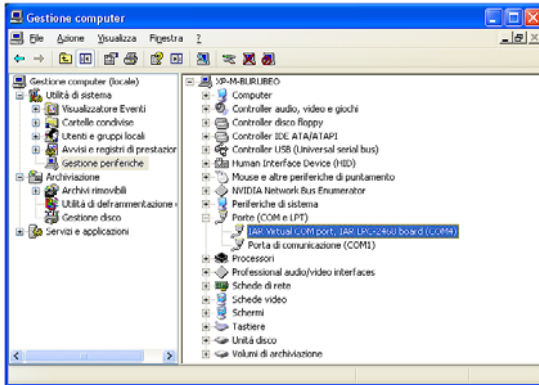 Gestione computer
File Azione Visualizza Finestra ?
Gestione computer (locale)
Utilità di sistema
Visualizzatore Eventi
Cartelle condivise
Utenti e gruppi locali
Avvisi e registri di prestazior
Gestione periferiche
Archiviazione
Archivi rimovibili
Utilità di deframmentazione
Gestione disco
Servizi e applicazioni
XP-M-BURUBEO
Computer
Controller audio, video e giochi
Controller disco floppy
Controller IDE ATA/ATAPI
Controller USB (Universal serial bus)
Human Interface Device (HID)
Mouse e altre periferiche di puntamento
NVIDIA Network Bus Enumerator
Periferiche di sistema
Porte (COM e LPT)
IAR Virtual COM port, IAR LPC-2468 board (COM4)
Porta di comunicazione (COM1)
Processori
Professional audio/video interfaces
Schede di rete
Schede video
Schermi
Tastiere
Unità disco
Volumi di archiviazione